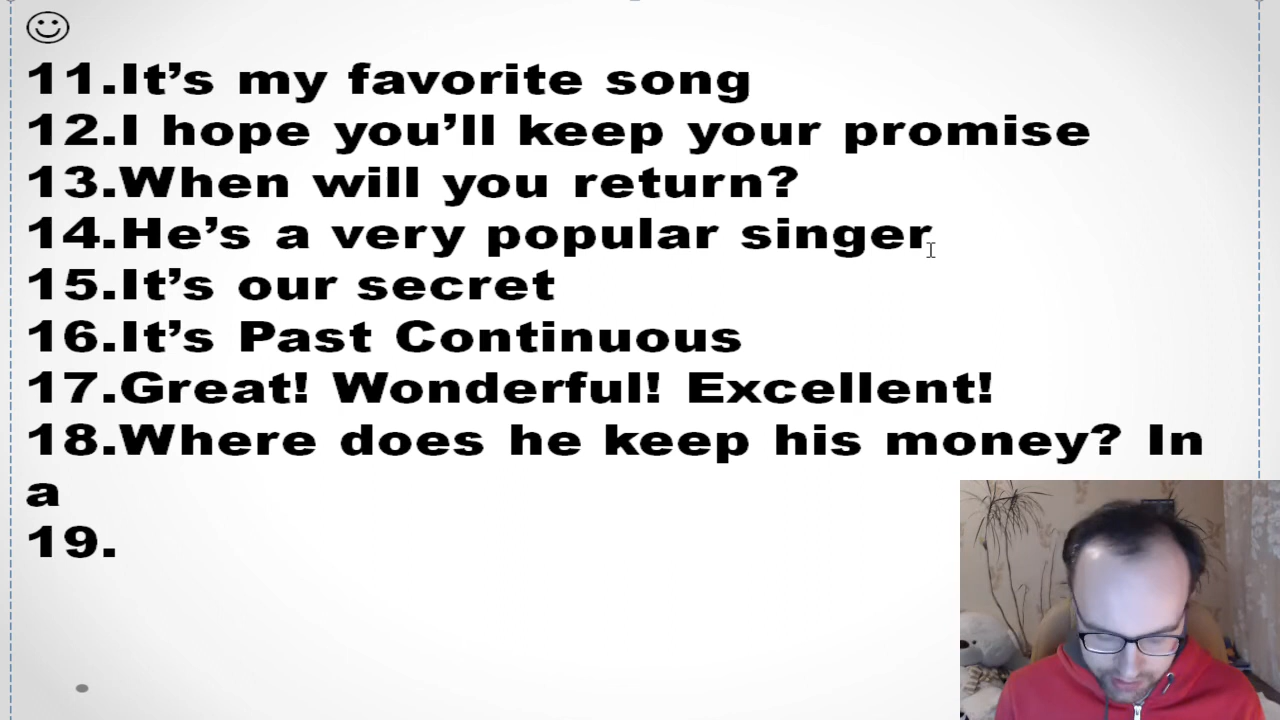 11.It’s my favorite song
12.I hope you’ll keep your promise
13.When will you return?
14.He’s a very popular singer
15.It’s our secret
16.It’s Past Continuous
17.Great! Wonderful! Excellent!
18.Where does he keep his money? In
a
19.